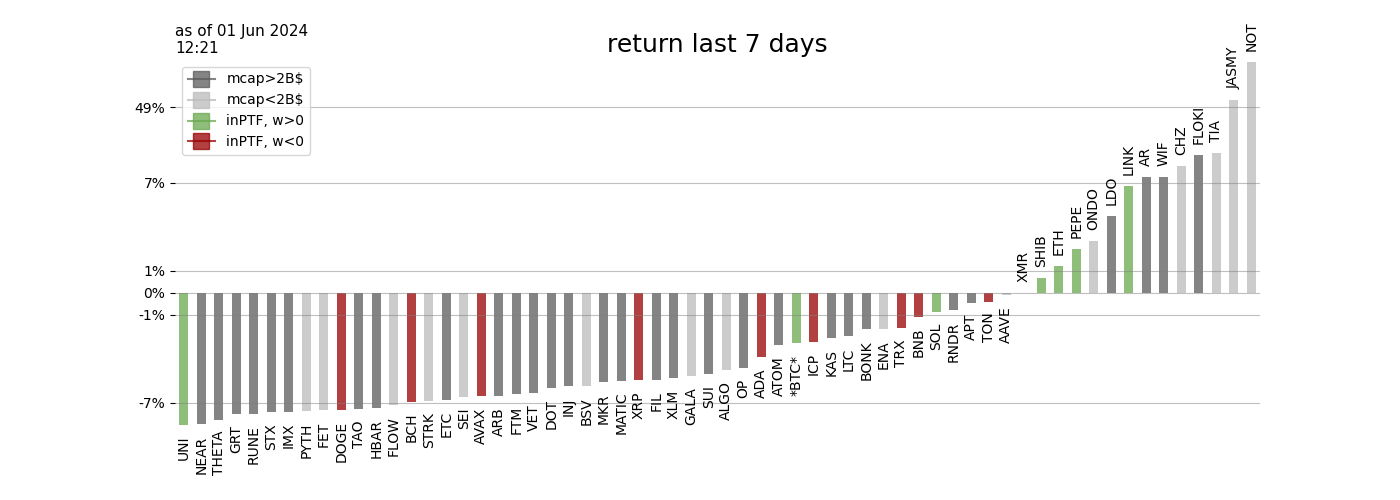 as of 01 Jun 2024
12:21
return last 7 days
mcap>2B$
mcap<2B$
inPTF, w>0
inPTF, w<0
49%
7%
1%
0%
-1%
-7%
UNI
NEAR
THETA
GRT
RUNE
STX
IMX
PYTH
FET
DOGE
TAO
HBAR
FLOW
BCH
STRK
ETC
SEI
AVAX
ARB
FTM
VET
DOT
INJ
BSV
MKR
MATIC
XRP
FIL
XLM
GALA
SUI
ALGO
OP
ADA
ATOM
*BTC*
ICP
KAS
LTC
BONK
ENA
TRX
BNB
SOL
RNDR
APT
TON
AAVE
XMR
SHIB
ETH
PEPE
ONDO
LDO
LINK
AR
WIF
CHZ
FLOKI
TIA
JASMY
NOT